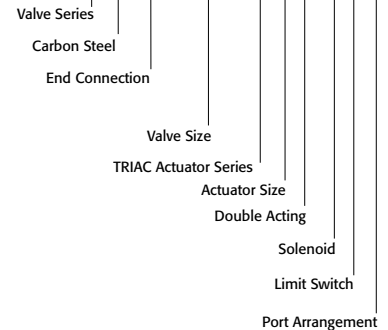 Valve Series
Carbon Steel
End Connection
Valve Size
TRIAC Actuator Series
Actuator Size
Double Acting
Solenoid
Limit Switch
Port Arrangement